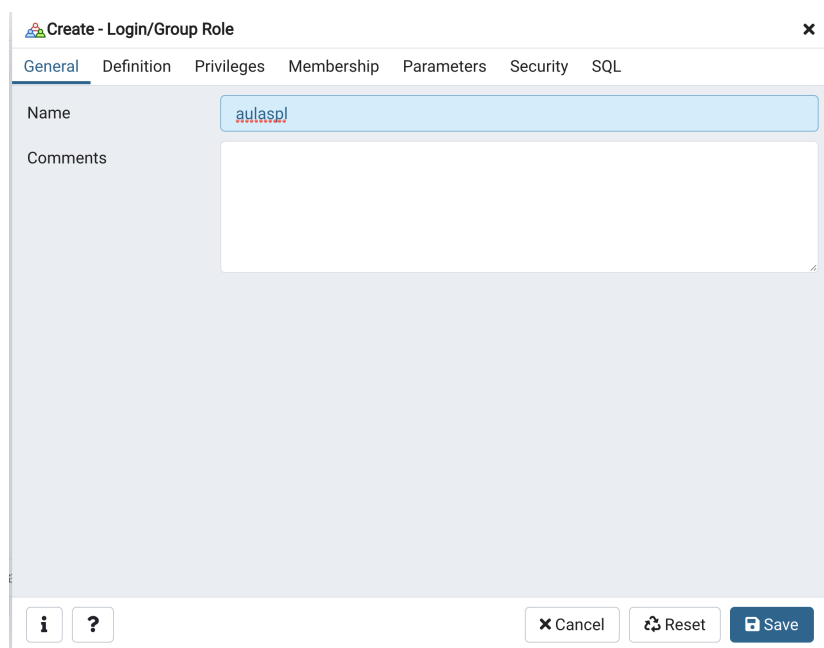 Create - Login/Group Role
General Definition Privileges Membership Parameters Security SQL
Name aulaspl
Comments
i ? Cancel Reset Save